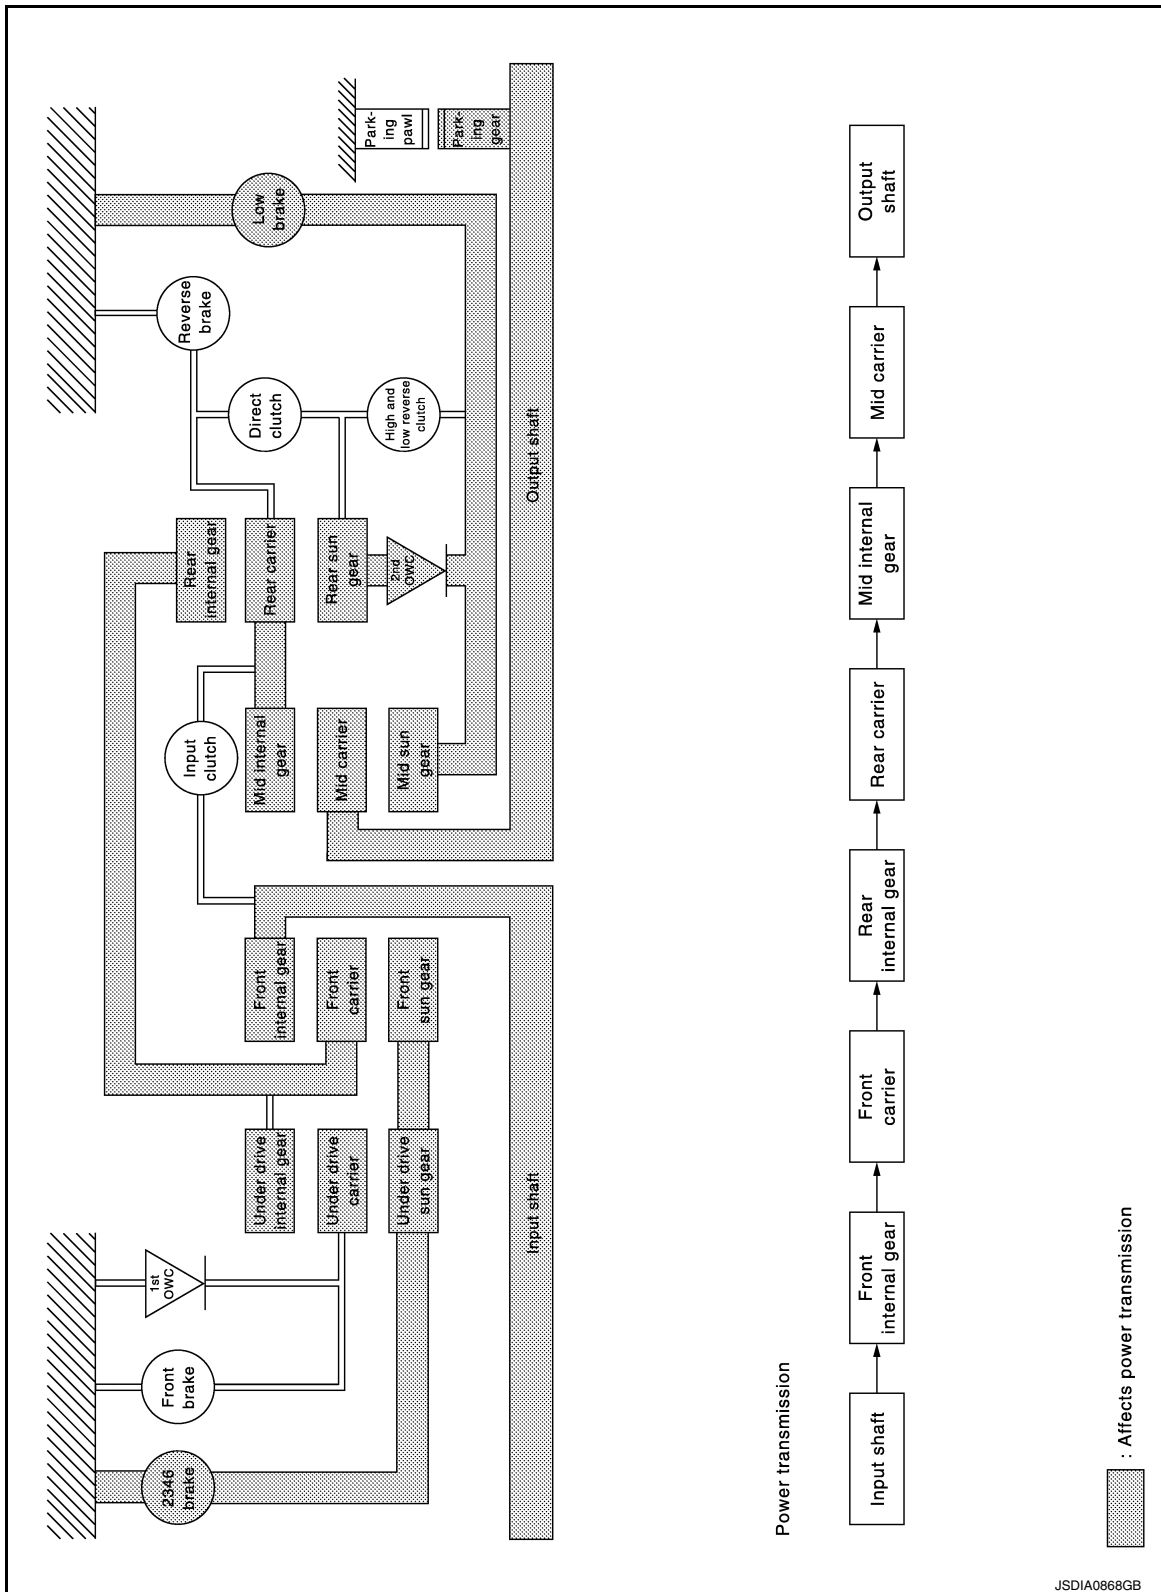 Park-
ing
pawl
Park-
ing
gear
Low
brake
Reverse
brake
Direct
clutch
High and
low reverse
clutch
Output shaft
Rear
internal gear
Rear carrier
Rear sun
gear
2nd
OWC
Input
clutch
Mid internal
gear
Mid carrier
Mid sun
gear
Front
internal gear
Front
carrier
Front
sun gear
Under drive
internal gear
Under drive
carrier
Under drive
sun gear
Input shaft
1st
OWC
Front
brake
2346
brake
Power transmission
Input shaft
Front
internal gear
Front
carrier
Rear
internal gear
Rear carrier
Mid internal
gear
Mid carrier
Output
shaft
: Affects power transmission
JSDIA0868GB